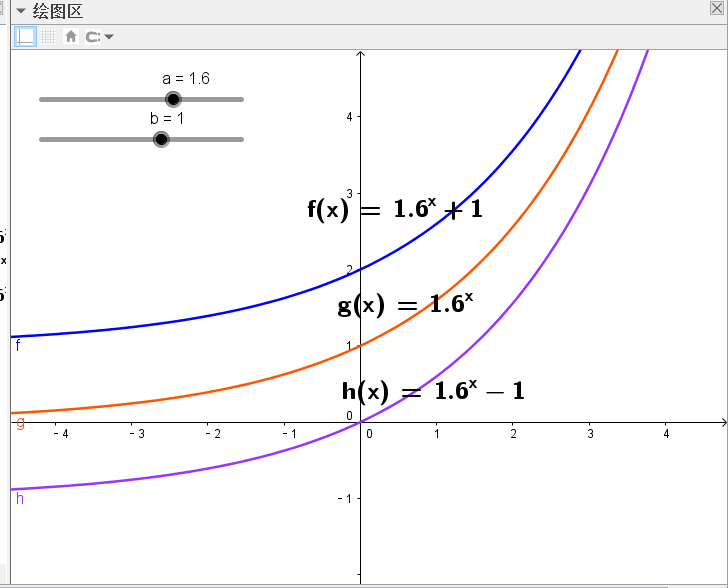 绘图区
a = 1.6
b = 1
4
3
f(x) = 1.6ˣ + 1
2
g(x) = 1.6ˣ
1
f
h(x) = 1.6ˣ − 1
0
g
-4 -3 -2 -1 0 1 2 3 4
h
-1